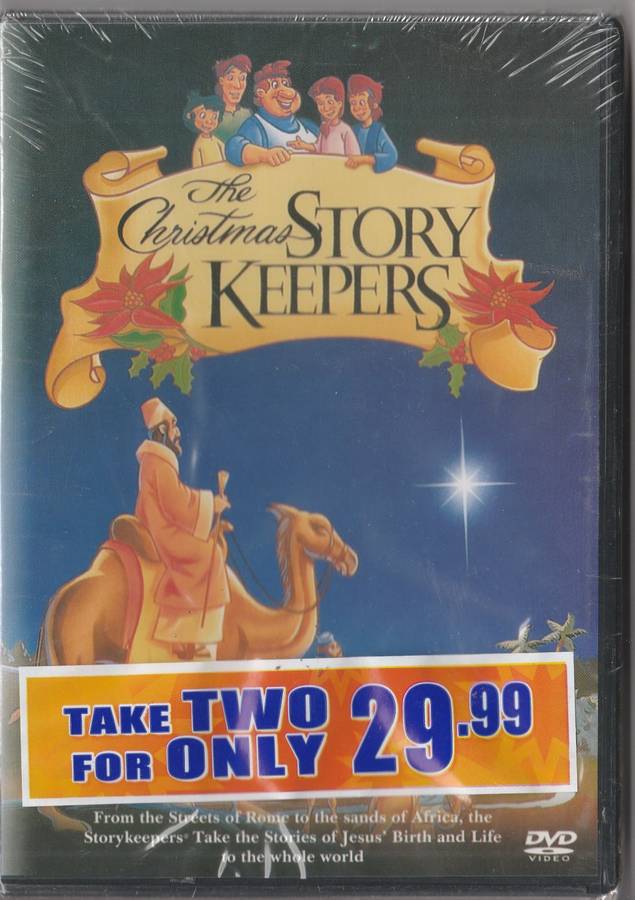 The
Christmas STORY
KEEPERS
TAKE TWO 29.99
FOR ONLY
From the Streets of Rome to the sands of Africa, the
Storykeepers® Take the Stories of Jesus' Birth and Life
to the whole world
DVD
VIDEO